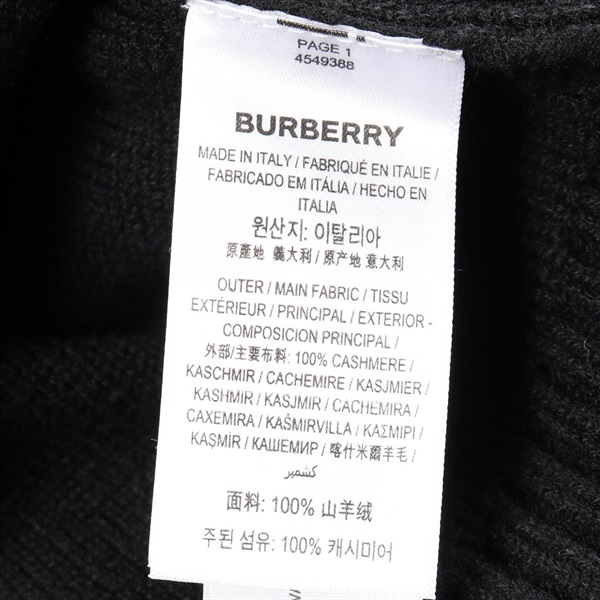 PAGE 1
4549388
BURBERRY
MADE IN ITALY / FABRIQUÉ EN ITALIE /
FABRICADO EM ITÁLIA / HECHO EN
ITALIA
원산지: 이탈리아
原產地 義大利 / 原产地 意大利
OUTER / MAIN FABRIC / TISSU
EXTÉRIEUR / PRINCIPAL / EXTERIOR -
COMPOSICION PRINCIPAL /
外部/主要布料: 100% CASHMERE /
KASCHMIR / CACHEMIRE / KASJMIER /
KASHMIR / KASJMIR / CACHEMIRA /
CAXEMIRA / KAŠMIRVILLA / ΚΑΣΜΙΡΙ /
KAŞMİR / КАШЕМИР / 喀什米爾羊毛 /
كشمير
面料: 100% 山羊绒
주된 섬유: 100% 캐시미어